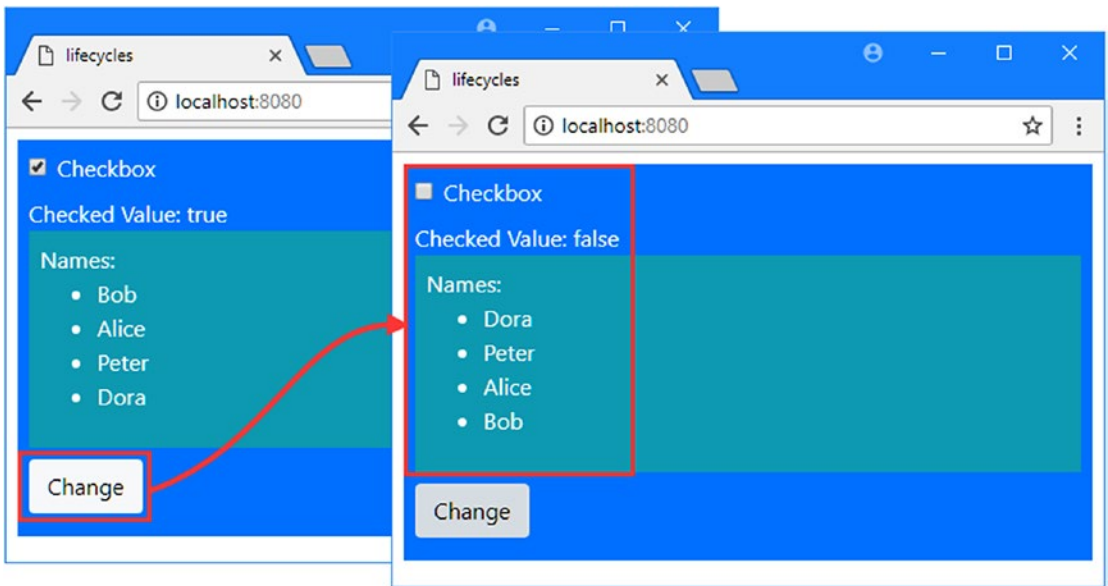 lifecycles
localhost:8080
Checkbox
Checked Value: true
Names:
Bob
Alice
Peter
Dora
Change
lifecycles
localhost:8080
Checkbox
Checked Value: false
Names:
Dora
Peter
Alice
Bob
Change